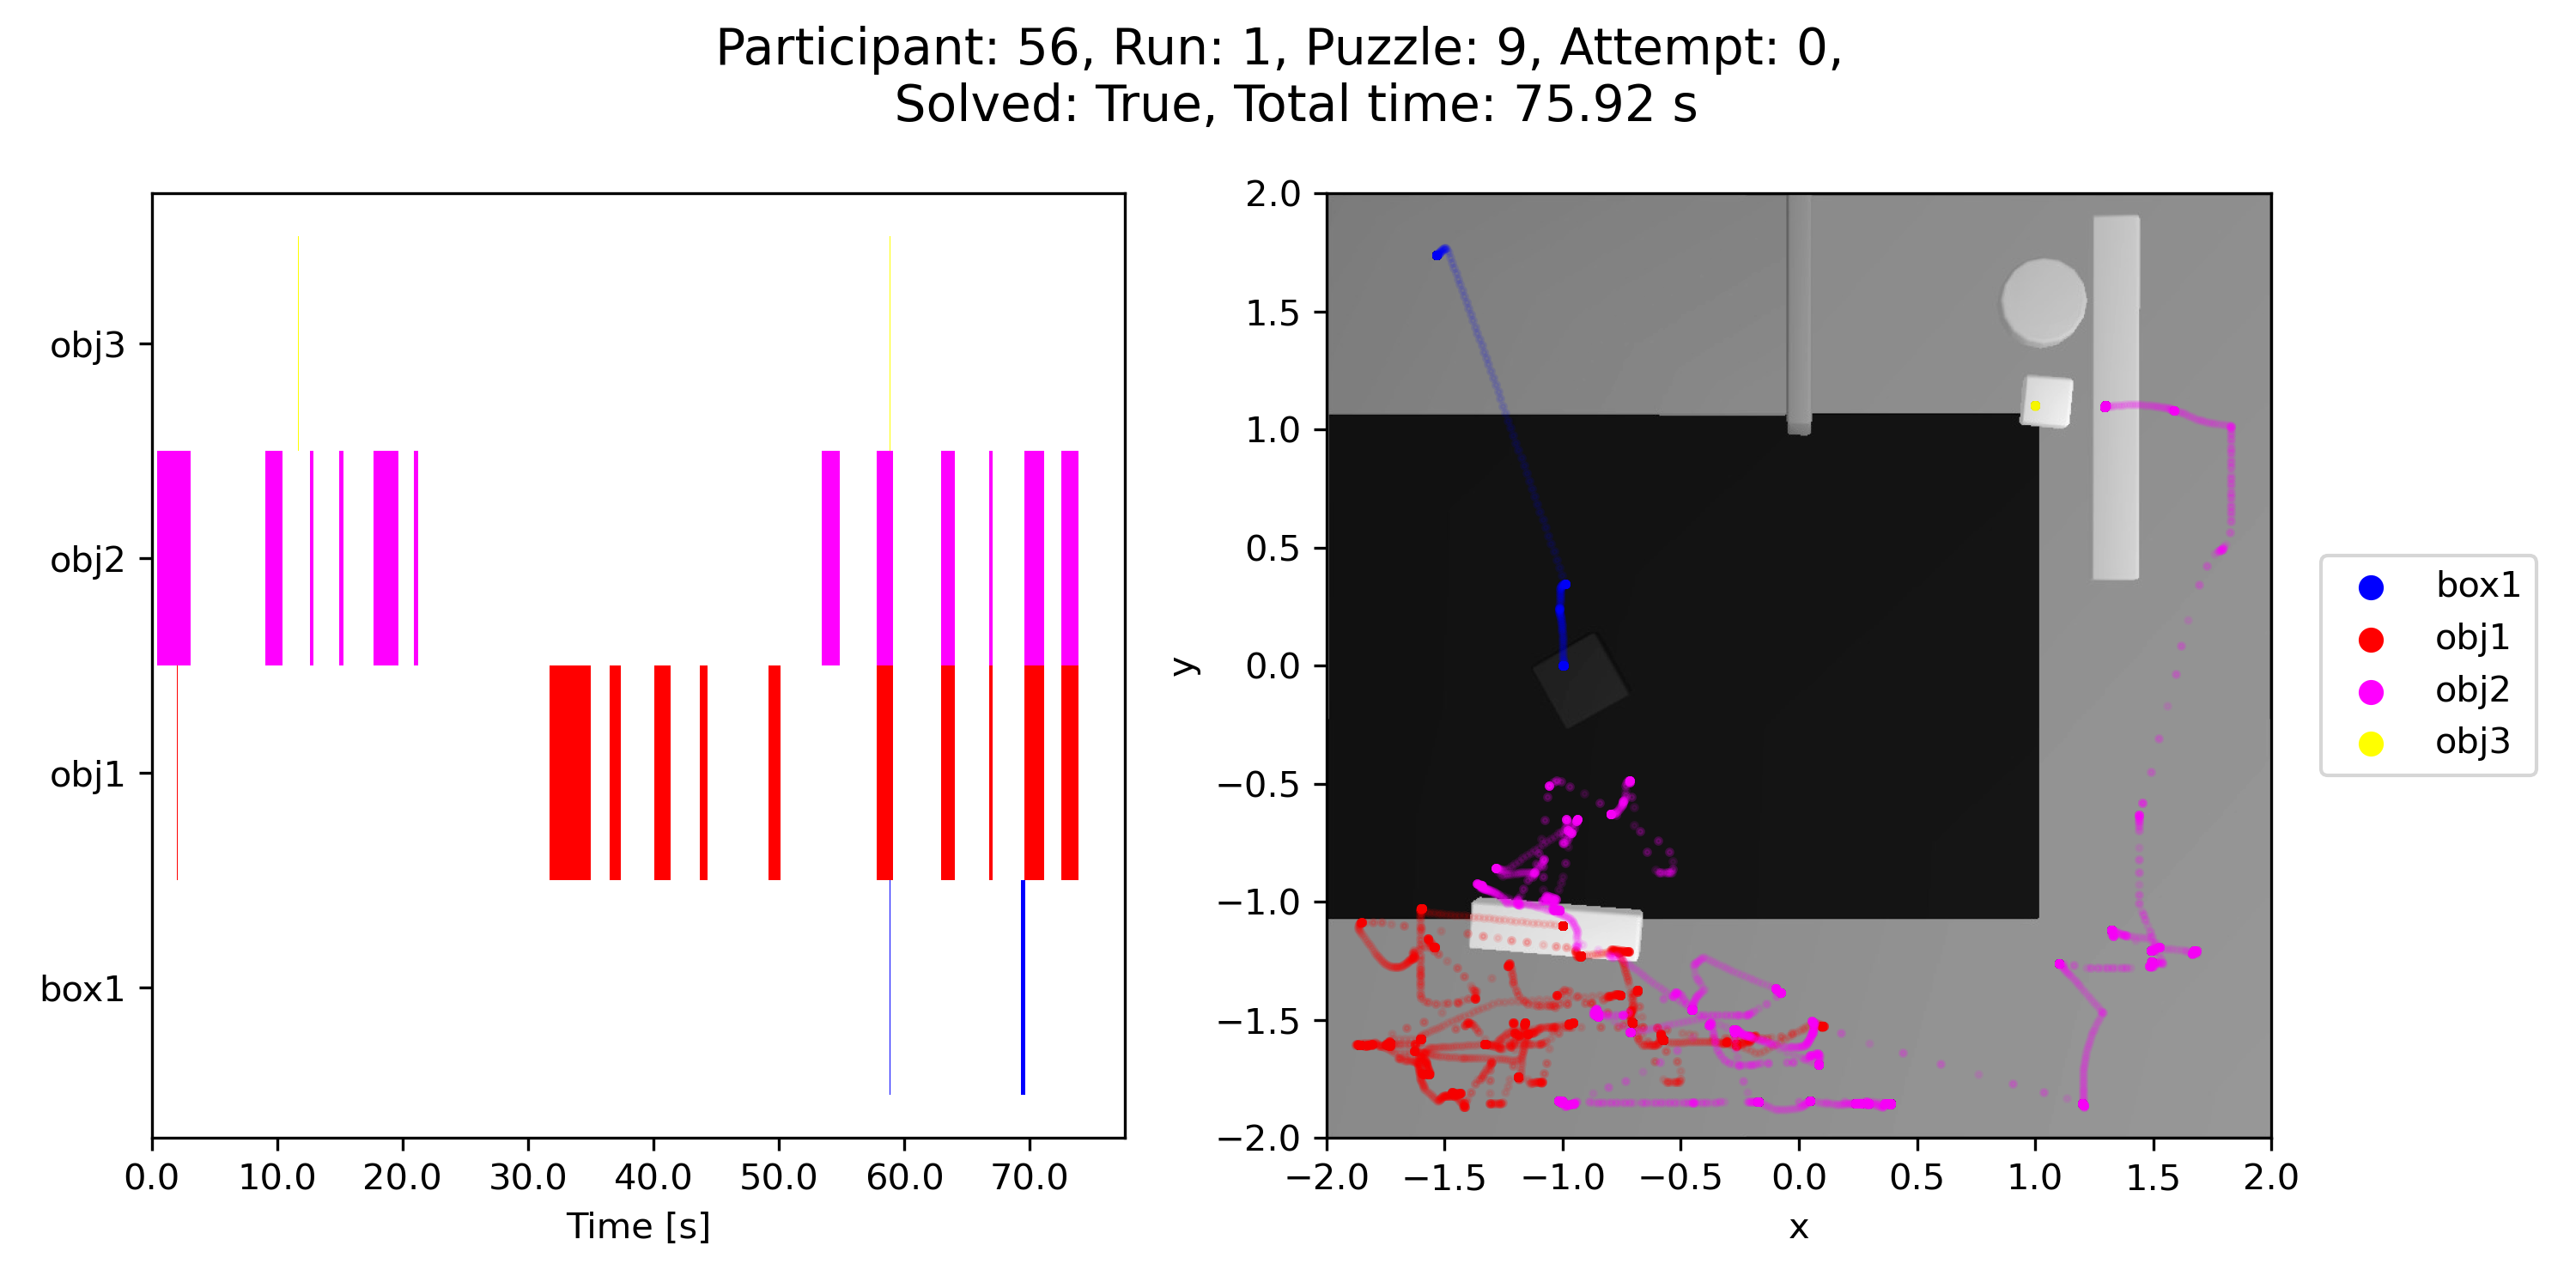 Participant: 56, Run: 1, Puzzle: 9, Attempt: 0,
Solved: True, Total time: 75.92 s
obj3
obj2
obj1
box1
0.0 10.0 20.0 30.0 40.0 50.0 60.0 70.0
Time [s]
2.0
1.5
1.0
0.5
0.0
−0.5
−1.0
−1.5
−2.0
y
−2.0 −1.5 −1.0 −0.5 0.0 0.5 1.0 1.5 2.0
x
box1
obj1
obj2
obj3